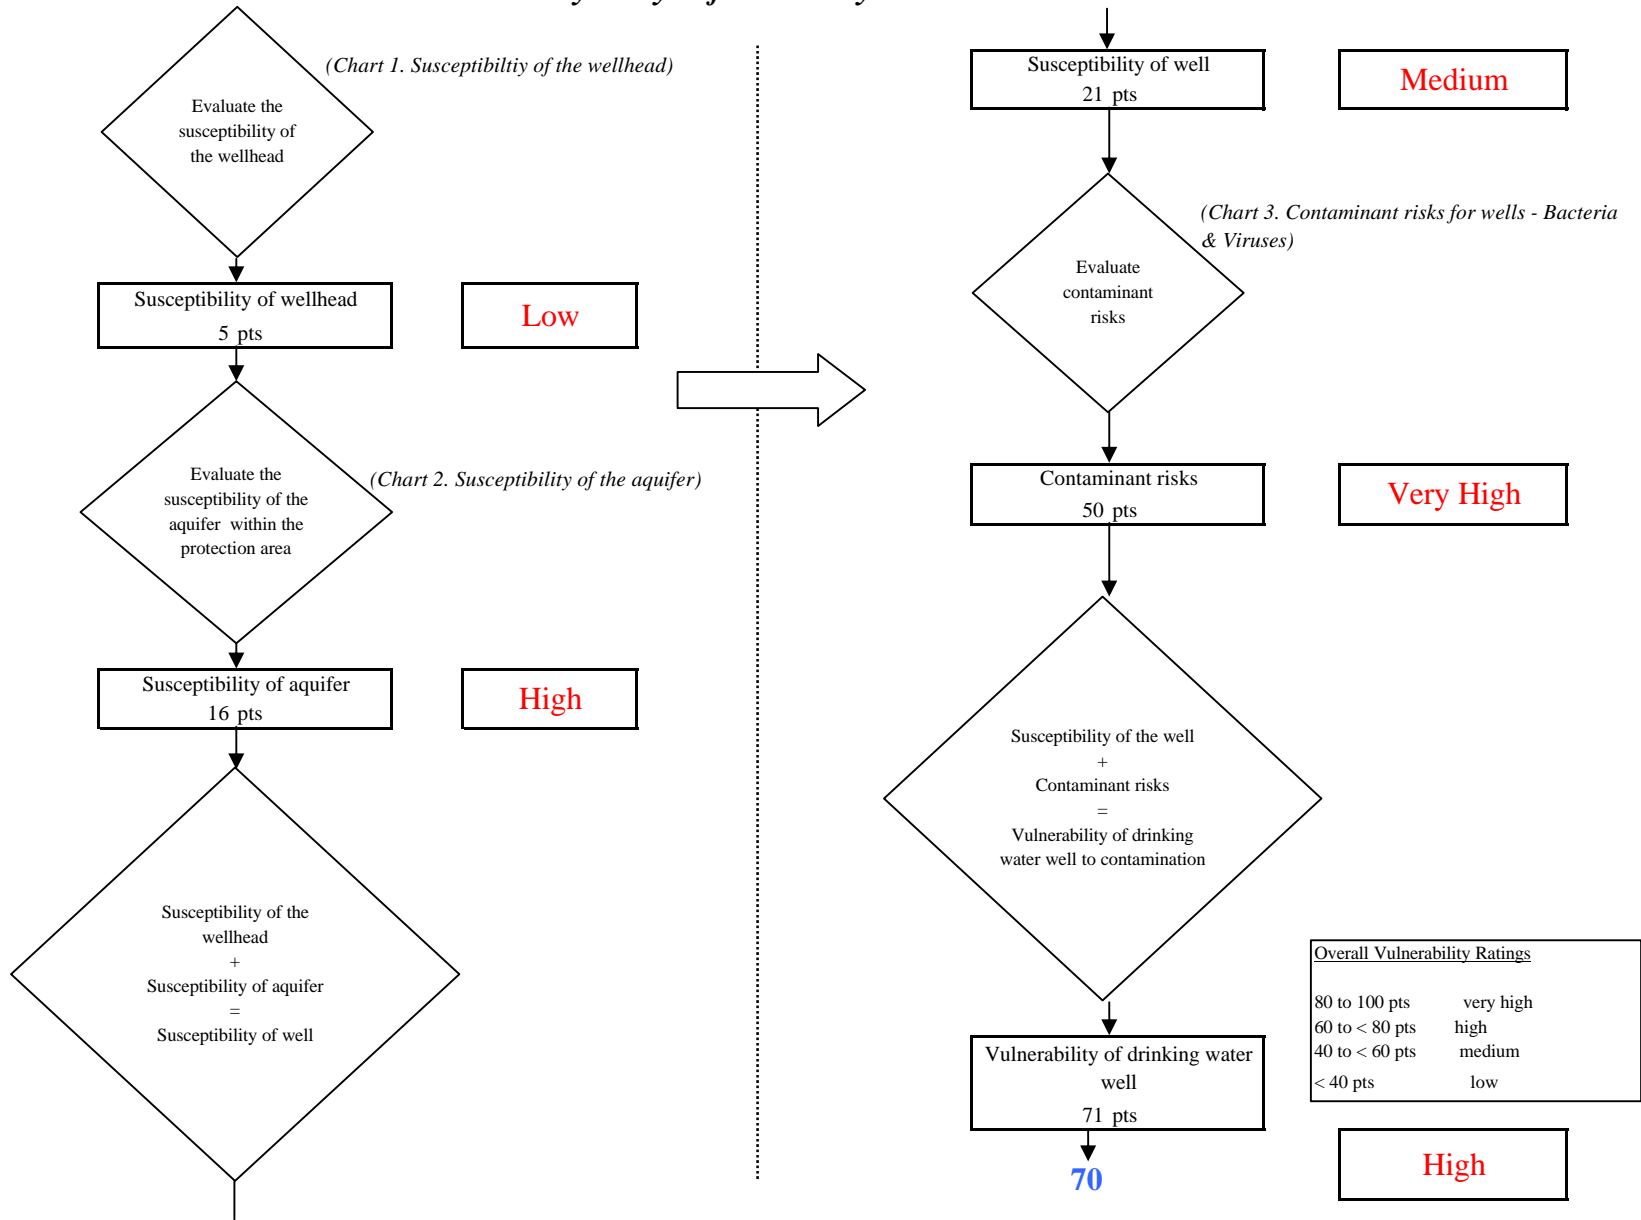 (Chart 1. Susceptibiltiy of the wellhead)
Evaluate the
susceptibility of
the wellhead
Susceptibility of wellhead
5 pts
Low
Evaluate the
susceptibility of the
aquifer within the
protection area
(Chart 2. Susceptibility of the aquifer)
Susceptibility of aquifer
16 pts
High
Susceptibility of the
wellhead
+
Susceptibility of aquifer
=
Susceptibility of well
Susceptibility of well
21 pts
Medium
(Chart 3. Contaminant risks for wells - Bacteria
& Viruses)
Evaluate
contaminant
risks
Contaminant risks
50 pts
Very High
Susceptibility of the well
+
Contaminant risks
=
Vulnerability of drinking
water well to contamination
Overall Vulnerability Ratings
80 to 100 pts very high
60 to < 80 pts high
40 to < 60 pts medium
< 40 pts low
Vulnerability of drinking water
well
71 pts
70
High